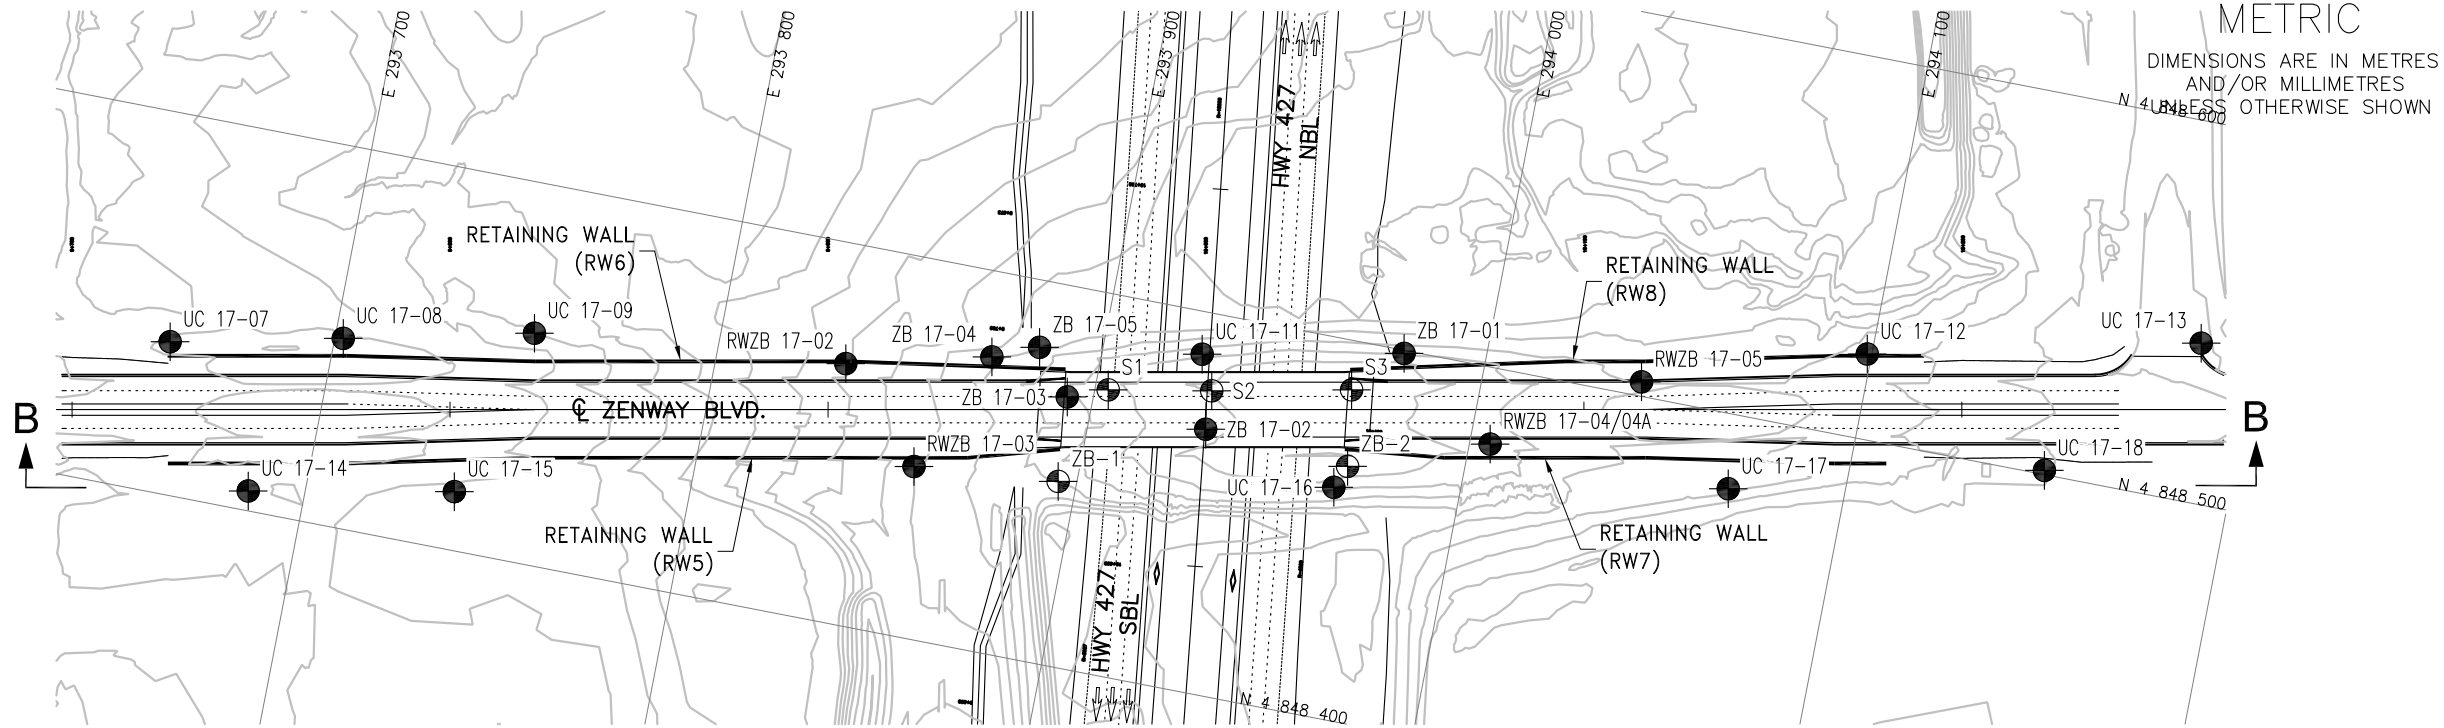 METRIC
DIMENSIONS ARE IN METRES
AND/OR MILLIMETRES
UNLESS OTHERWISE SHOWN
E 293 700
E 293 800
E 293 900
E 294 000
E 294 100
N 4 848 600
HWY 427
NBL
RETAINING WALL
(RW6)
RETAINING WALL
(RW8)
UC 17-07
UC 17-08
UC 17-09
RWZB 17-02
ZB 17-04
ZB 17-05
UC 17-11
ZB 17-01
UC 17-12
UC 17-13
S1
S3
RWZB 17-05
ZB 17-03
S2
B
℄ ZENWAY BLVD.
RWZB 17-04/04A
B
RWZB 17-03
ZB 17-02
ZB-1
ZB-2
UC 17-14
UC 17-15
UC 17-16
UC 17-17
UC 17-18
N 4 848 500
RETAINING WALL
(RW5)
RETAINING WALL
(RW7)
HWY 427
SBL
N 4 848 400